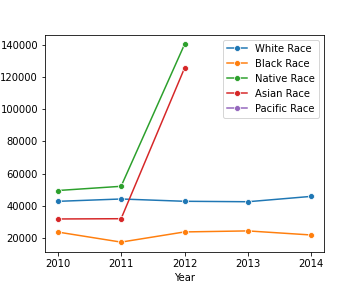 140000
120000
100000
80000
60000
40000
20000
2010 2011 2012 2013 2014
Year
White Race
Black Race
Native Race
Asian Race
Pacific Race